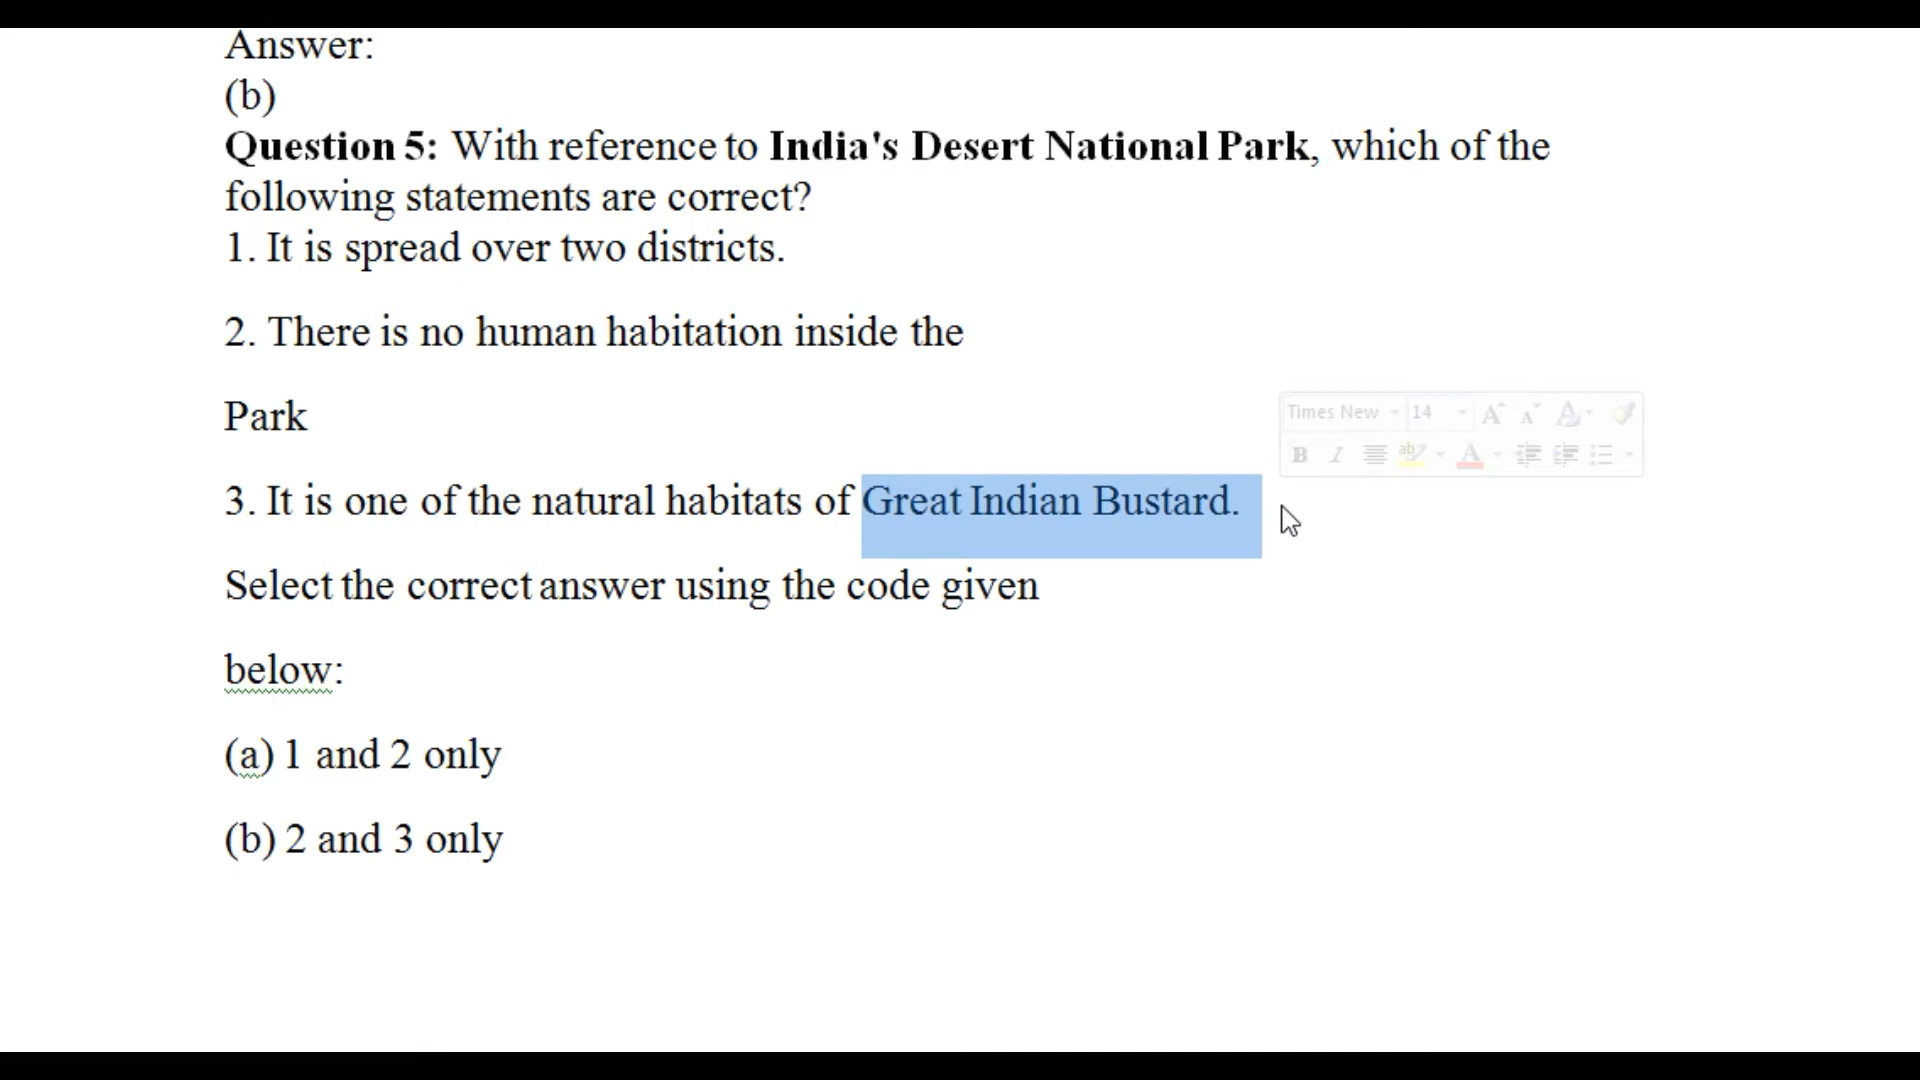 Answer:
(b)
Question 5: With reference to India's Desert National Park, which of the
following statements are correct?
1. It is spread over two districts.
2. There is no human habitation inside the
Park
Times New 14
3. It is one of the natural habitats of Great Indian Bustard.
Select the correct answer using the code given
below:
(a) 1 and 2 only
(b) 2 and 3 only